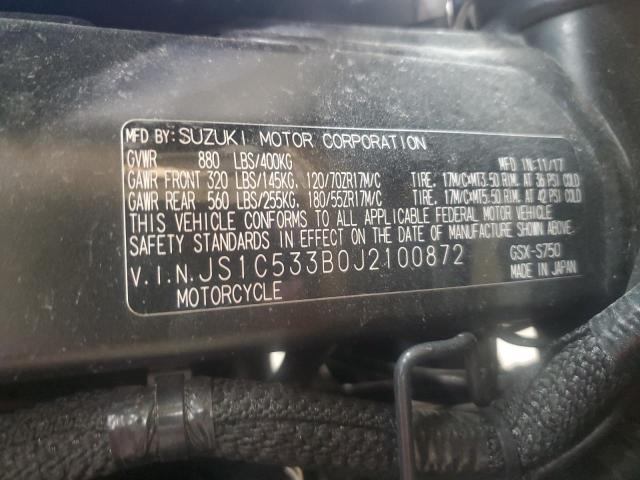 MFD BY: SUZUKI MOTOR CORPORATION
GVWR 880 LBS/400KG MFD IN: 11/17
GAWR FRONT 320 LBS/145KG, 120/70ZR17M/C TIRE, 17M/C×MT3.50 RIM, AT 36 PSI COLD
GAWR REAR 560 LBS/255KG, 180/55ZR17M/C TIRE, 17M/C×MT5.50 RIM, AT 42 PSI COLD
THIS VEHICLE CONFORMS TO ALL APPLICABLE FEDERAL MOTOR VEHICLE
SAFETY STANDARDS IN EFFECT ON THE DATE OF MANUFACTURE SHOWN ABOVE.
V.I.N. JS1C533B0J2100872 GSX-S750
MOTORCYCLE MADE IN JAPAN